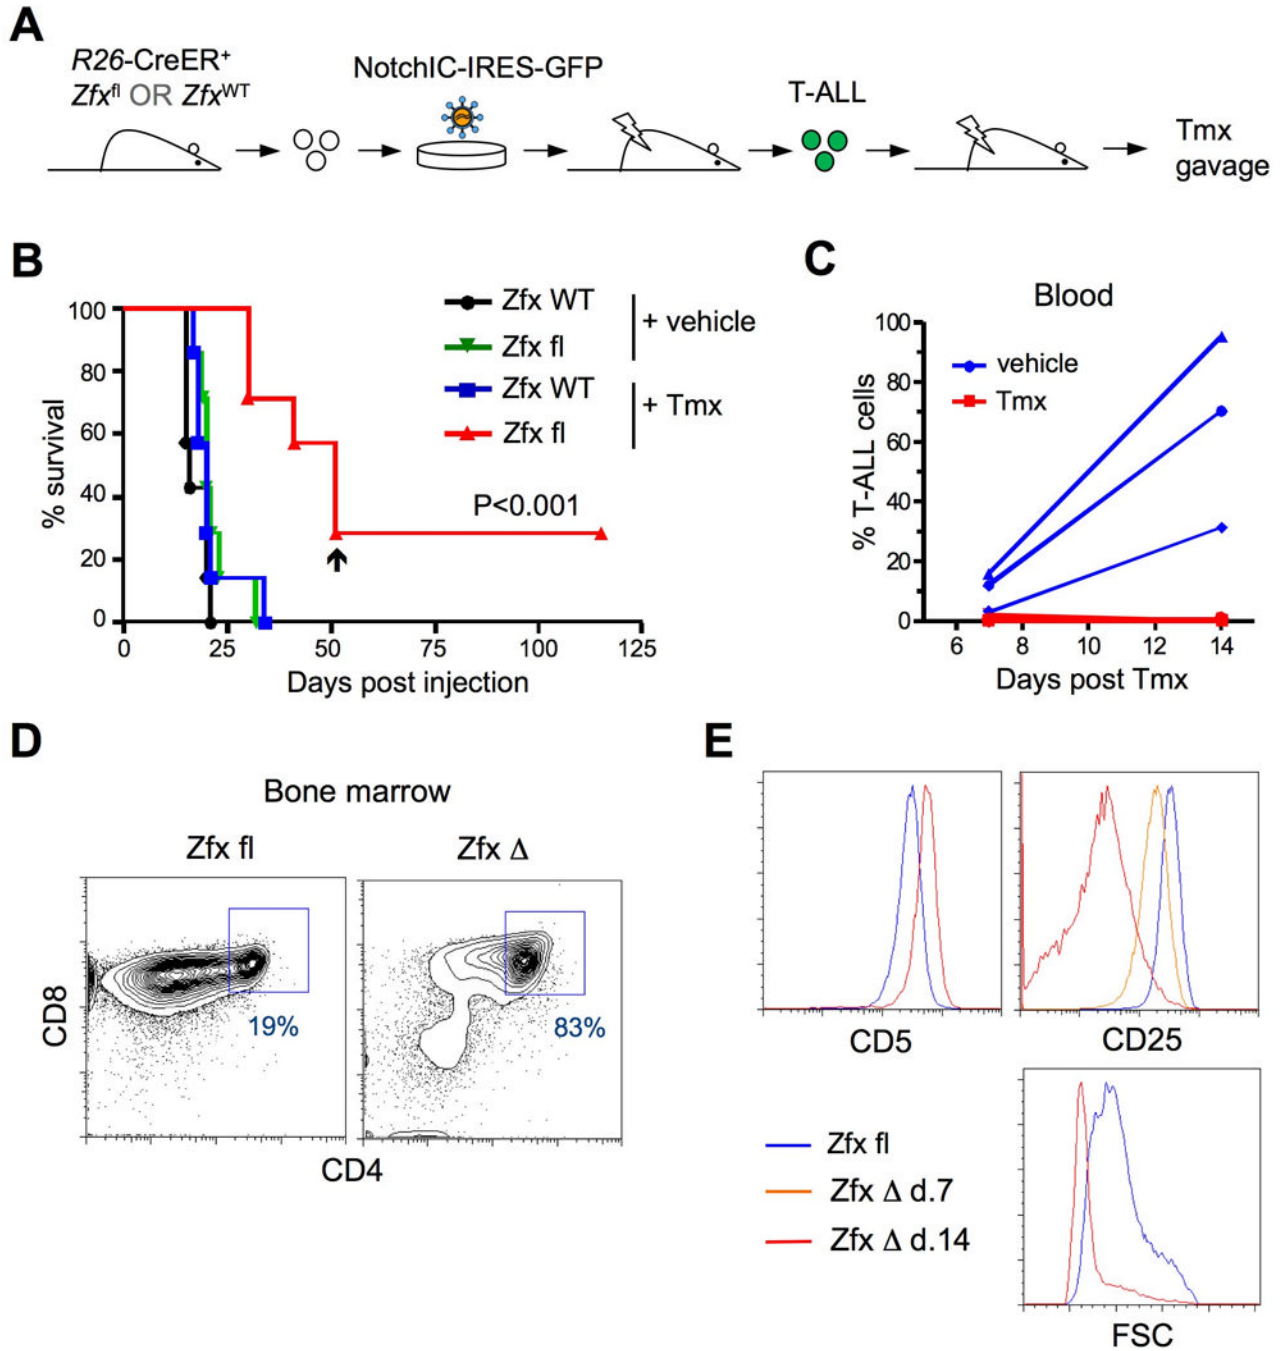 A
R26-CreER⁺
Zfxᶠˡ OR Zfxᵂᵀ
NotchIC-IRES-GFP
T-ALL
Tmx
gavage
B
% survival
100
80
60
40
20
0
0 25 50 75 100 125
Days post injection
Zfx WT
Zfx fl
+ vehicle
Zfx WT
Zfx fl
+ Tmx
P<0.001
C
Blood
% T-ALL cells
100
80
60
40
20
0
vehicle
Tmx
6 8 10 12 14
Days post Tmx
D
Bone marrow
Zfx fl
Zfx Δ
CD8
19%
83%
CD4
E
CD5
CD25
Zfx fl
Zfx Δ d.7
Zfx Δ d.14
FSC